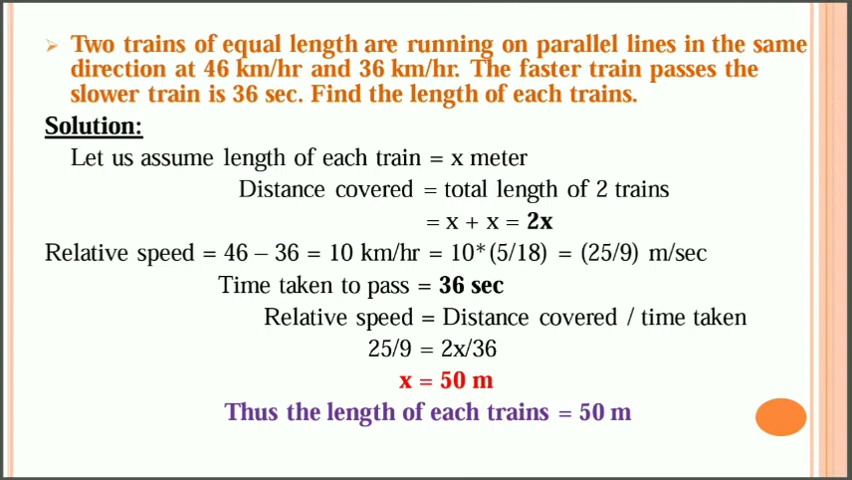 Two trains of equal length are running on parallel lines in the same
direction at 46 km/hr and 36 km/hr. The faster train passes the
slower train is 36 sec. Find the length of each trains.
Solution:
Let us assume length of each train = x meter
Distance covered = total length of 2 trains
= x + x = 2x
Relative speed = 46 – 36 = 10 km/hr = 10*(5/18) = (25/9) m/sec
Time taken to pass = 36 sec
Relative speed = Distance covered / time taken
25/9 = 2x/36
x = 50 m
Thus the length of each trains = 50 m